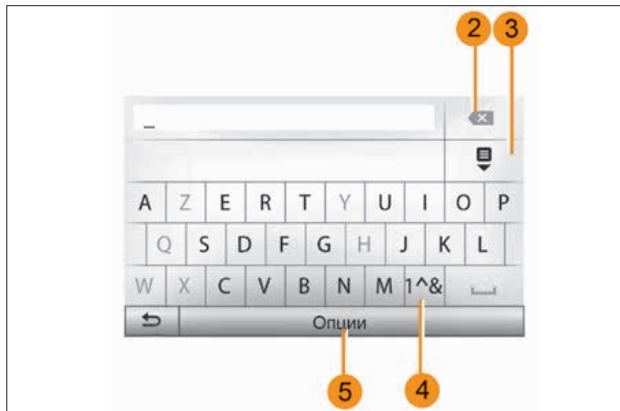 2 3
_
A Z E R T Y U I O P
Q S D F G H J K L
W X C V B N M 1^&
Опции
5 4